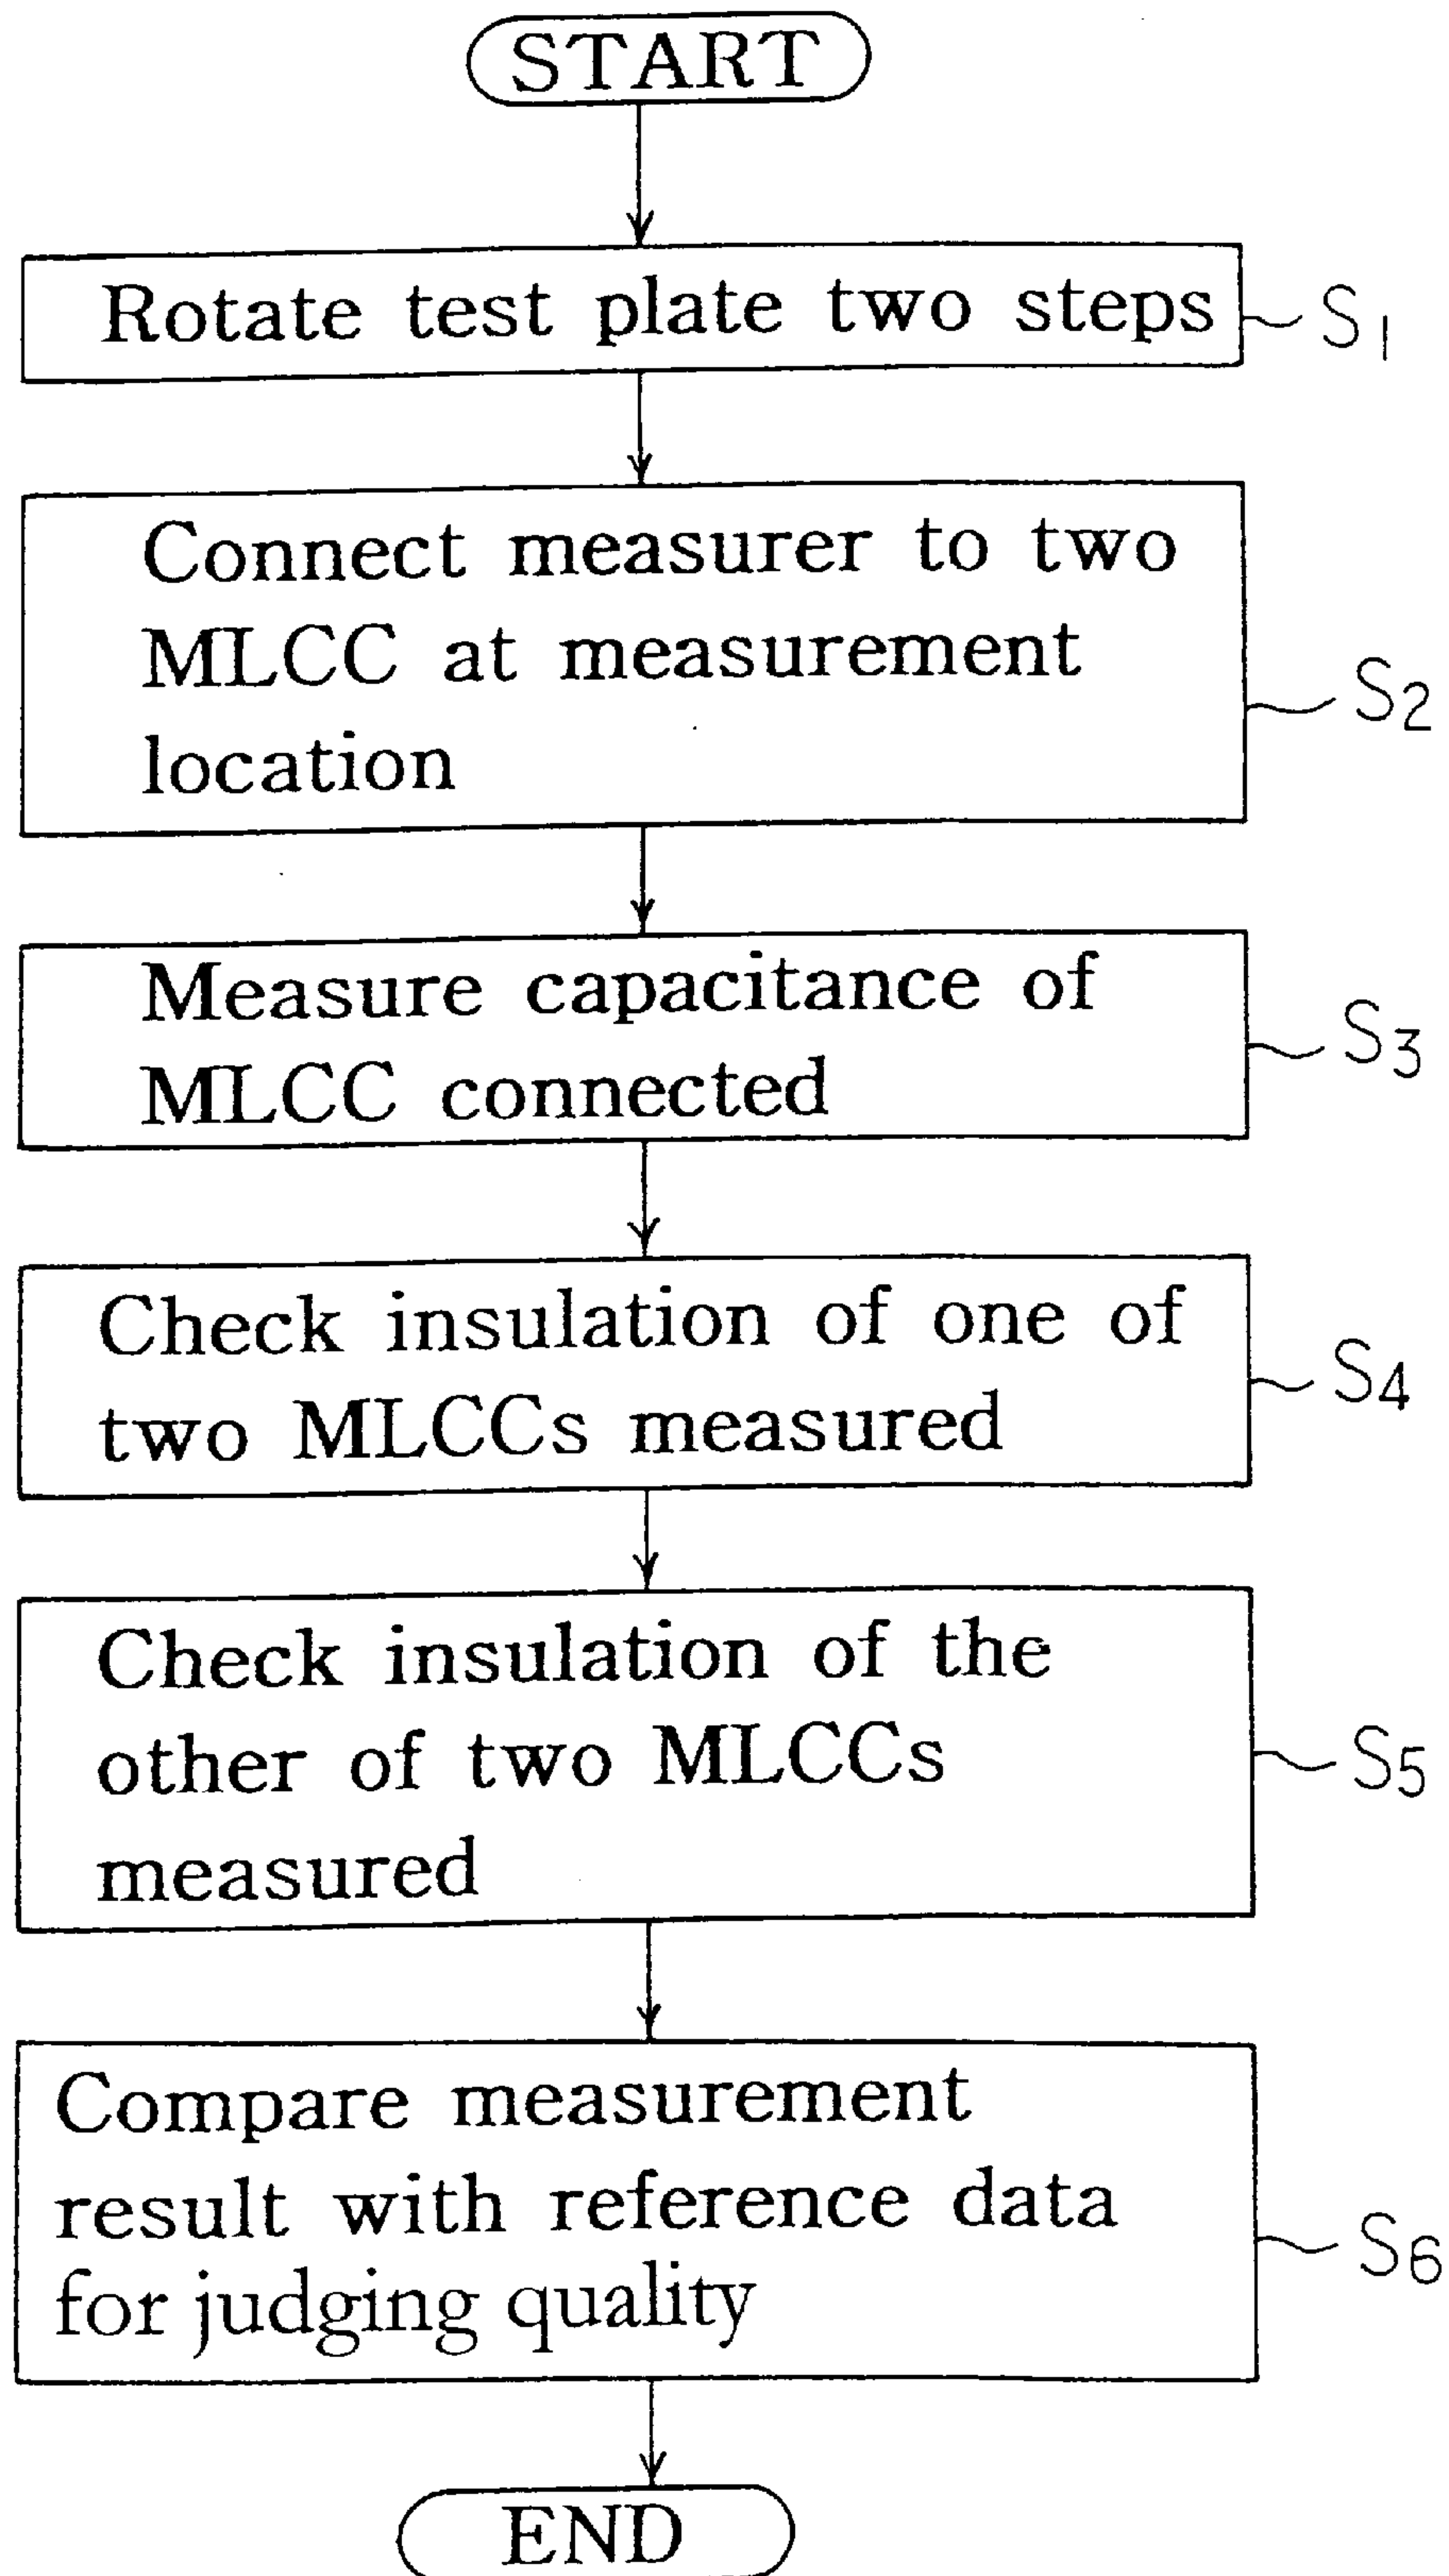 START
Rotate test plate two steps
S1
Connect measurer to two
MLCC at measurement
location
S2
Measure capacitance of
MLCC connected
S3
Check insulation of one of
two MLCCs measured
S4
Check insulation of the
other of two MLCCs
measured
S5
Compare measurement
result with reference data
for judging quality
S6
END